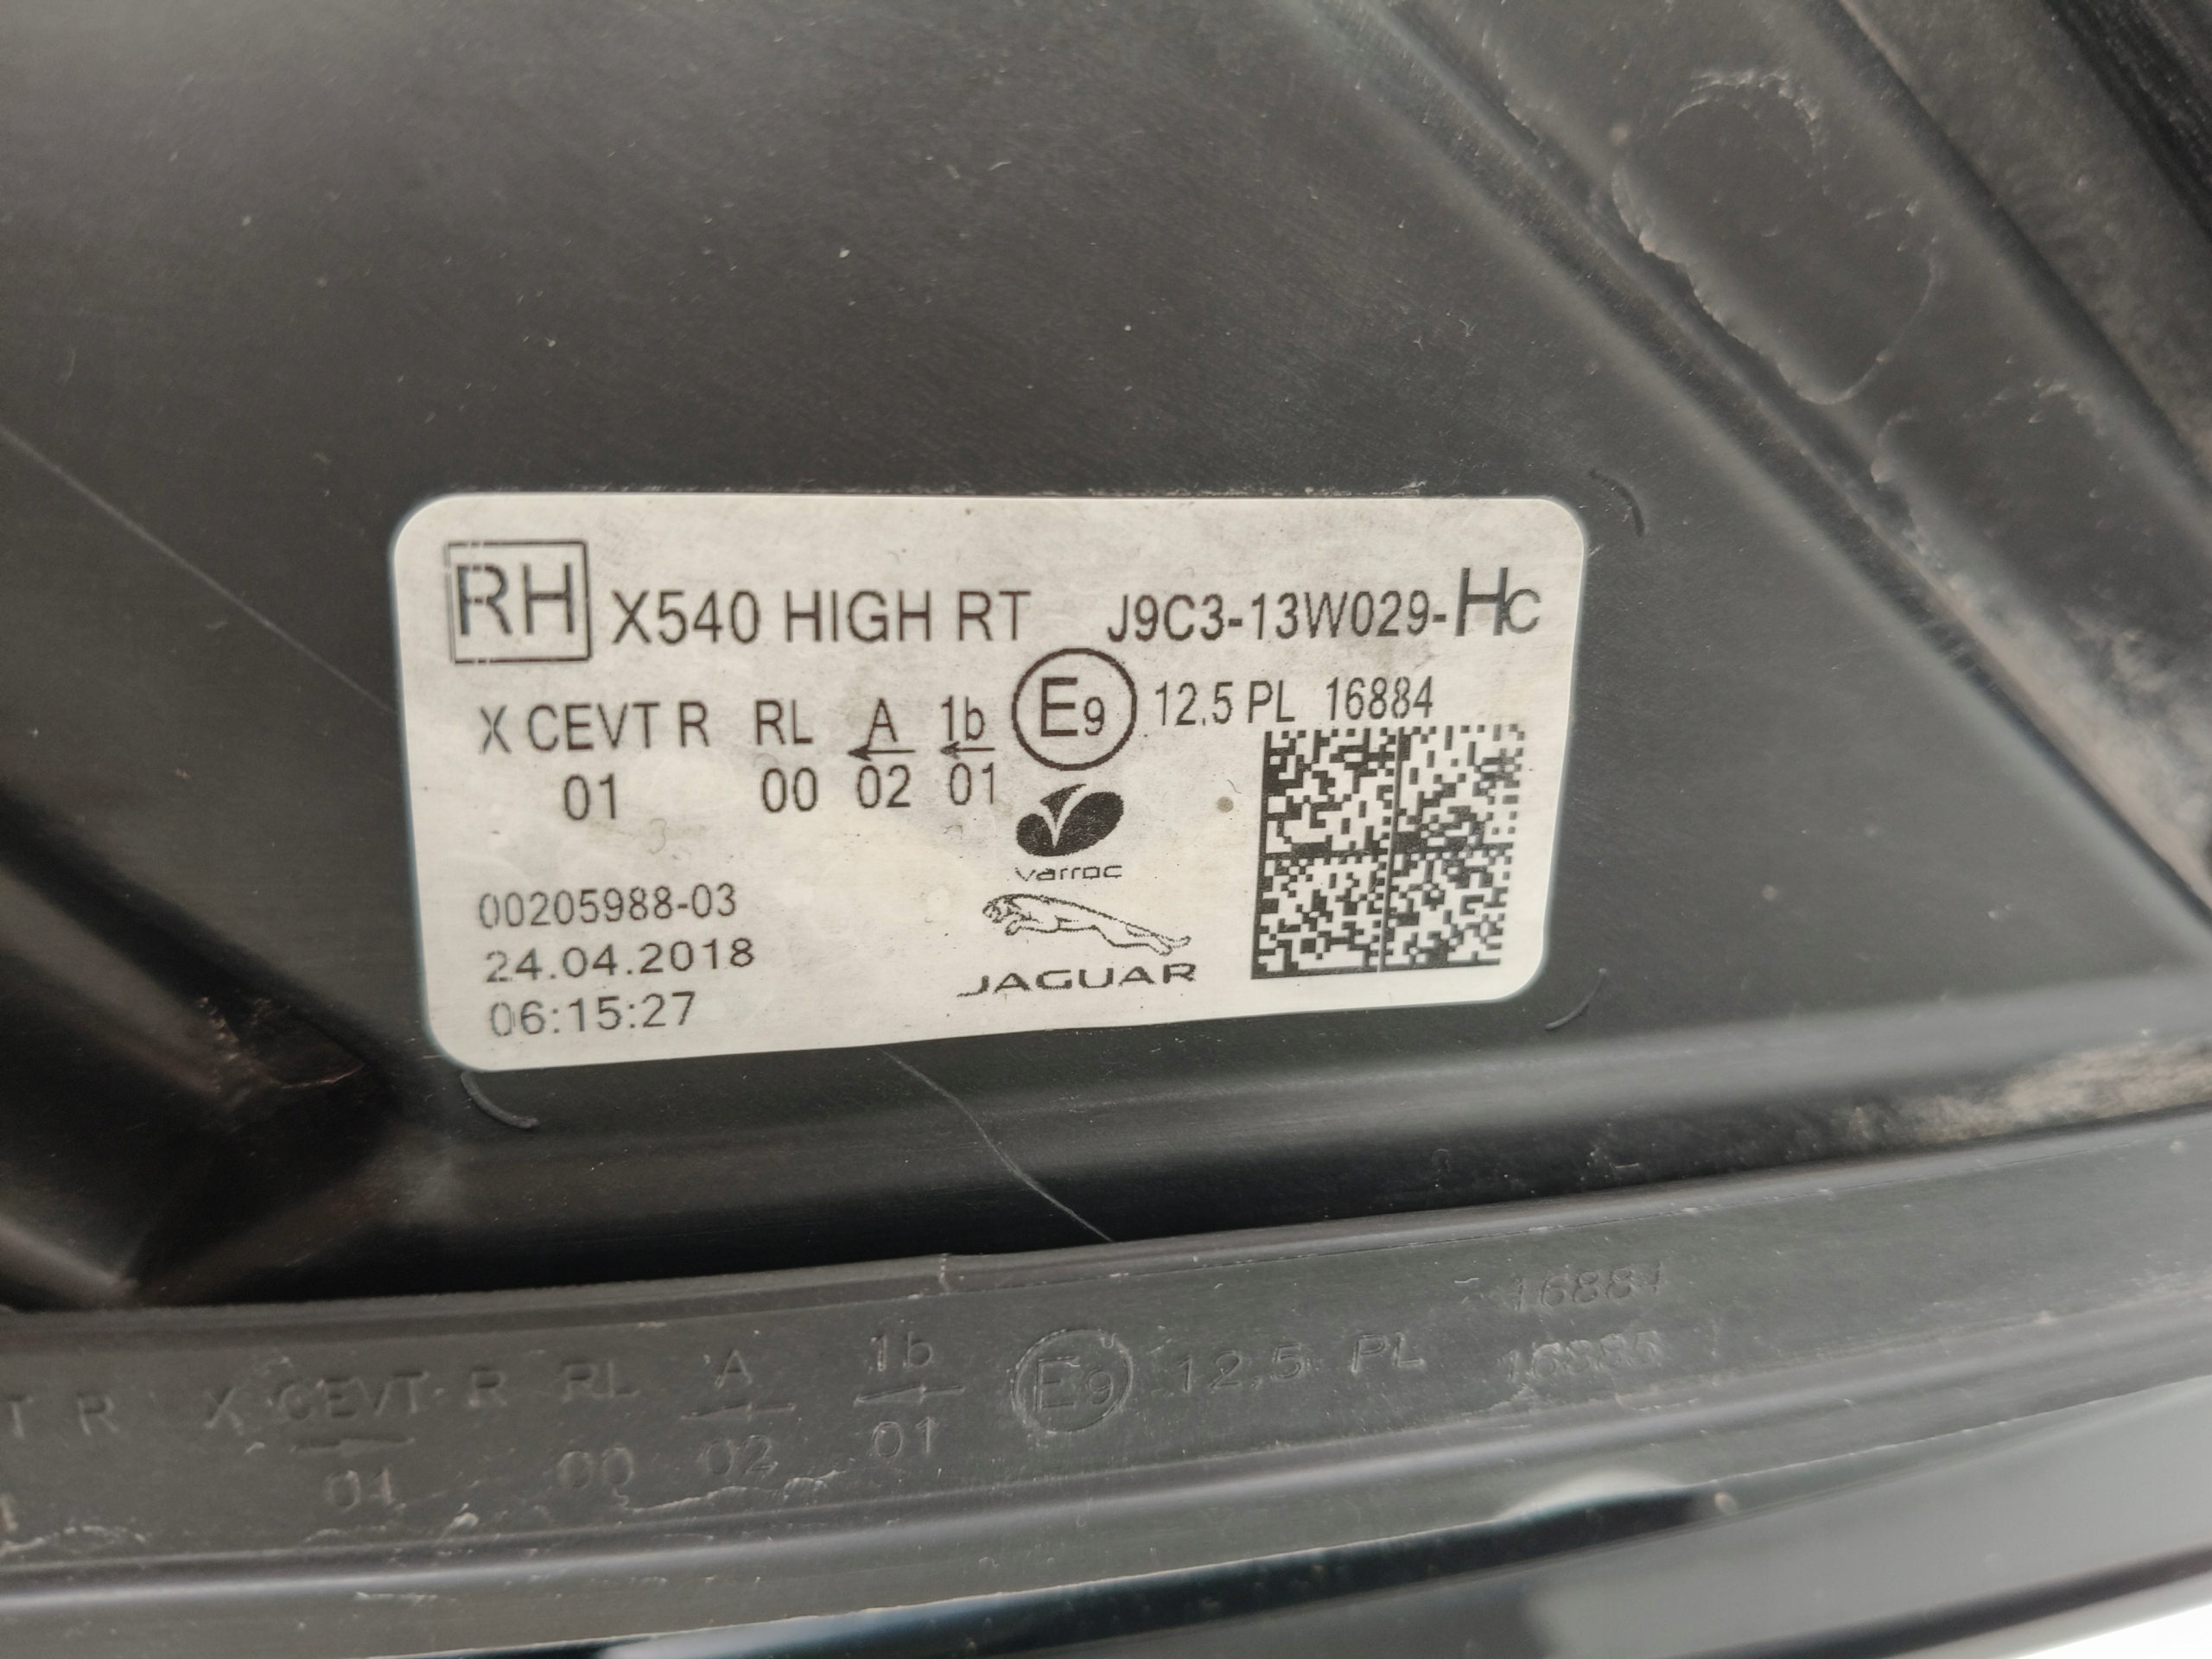 RH X540 HIGH RT J9C3-13W029-HC
X CEVT R RL A 1b E9 12,5 PL 16884
01 00 02 01
varroc
00205988-03
24.04.2018
06:15:27
JAGUAR
16884
T R X CEVT R RL A 1b E9 12,5 PL 16885
01 00 02 01